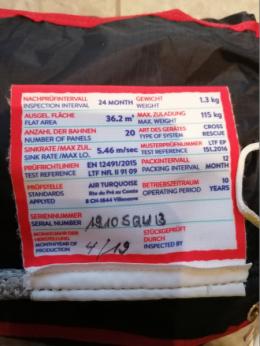 NACHPRÜFINTERVALL 24 MONTH GEWICHT 1.3 kg
INSPECTION INTERVAL WEIGHT
AUSGEL. FLÄCHE 36.2 m² MAX. ZULADUNG 115 kg
FLAT AREA MAX. WEIGHT
ANZAHL DER BAHNEN 20 ART DES GERÄTES CROSS
NUMBER OF PANELS TYPE OF SYSTEM RESCUE
SINKRATE/MAX ZUL. 5.46 m/sec MUSTERPRÜFNUMMER LTF EP
SINK RATE/MAX LO. TEST REFERENCE 151.2016
PRÜFRICHTLINIEN EN 12491/2015 PACKINTERVALL 12
TEST REFERENCE LTF NFL II 91 09 PACKING INTERVAL MONTH
PRÜFSTELLE AIR TURQUOISE BETRIEBSZEITRAUM 10
STANDARDS Rte du Pré au Comte OPERATING PERIOD YEARS
APPLYED 8 CH-1844 Villeneuve
SERIENNUMMER
SERIAL NUMBER
MONAT/JAHR DER STÜCKGEPRÜFT
HERSTELLUNG 4/19 DURCH
MONTH/YEAR OF INSPECTED BY
PRODUCTION